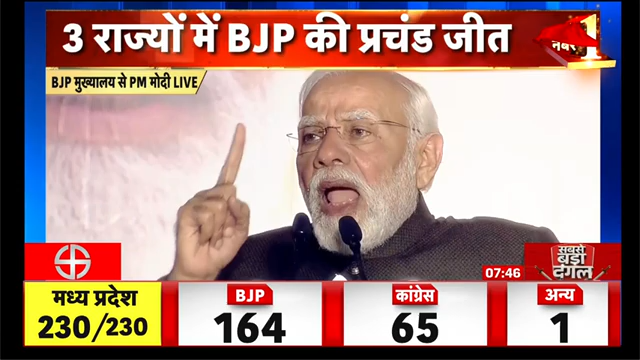 3 राज्यों में BJP की प्रचंड जीत
BJP मुख्यालय से PM मोदी LIVE
07:46
सबसे
बड़ा
दंगल
मध्य प्रदेश
230/230
BJP
164
कांग्रेस
65
अन्य
1